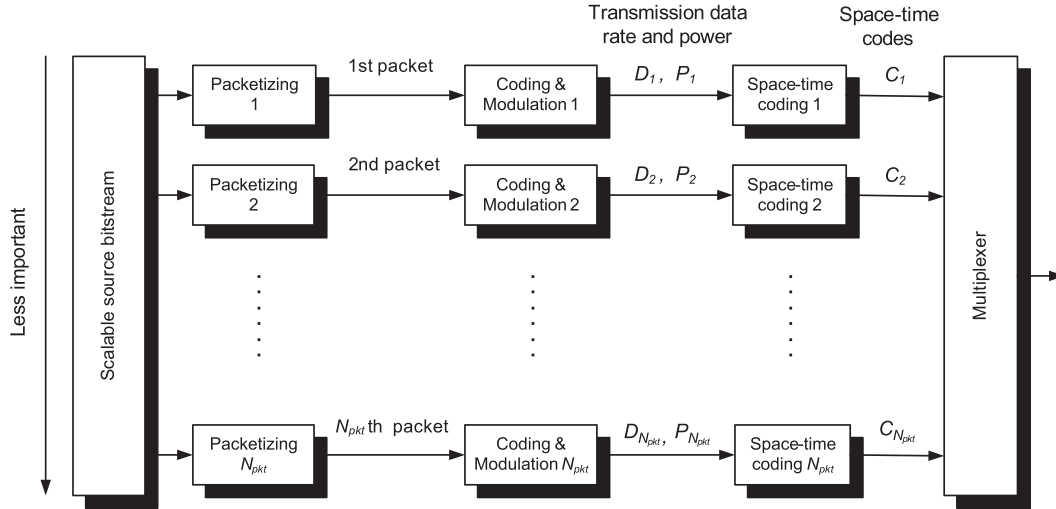 Transmission data
rate and power
Space-time
codes
Less important
Scalable source bitstream
Packetizing
1
1st packet
Coding &
Modulation 1
D1, P1
Space-time
coding 1
C1
Packetizing
2
2nd packet
Coding &
Modulation 2
D2, P2
Space-time
coding 2
C2
Packetizing
Npkt
Npkt th packet
Coding &
Modulation Npkt
DNpkt, PNpkt
Space-time
coding Npkt
CNpkt
Multiplexer